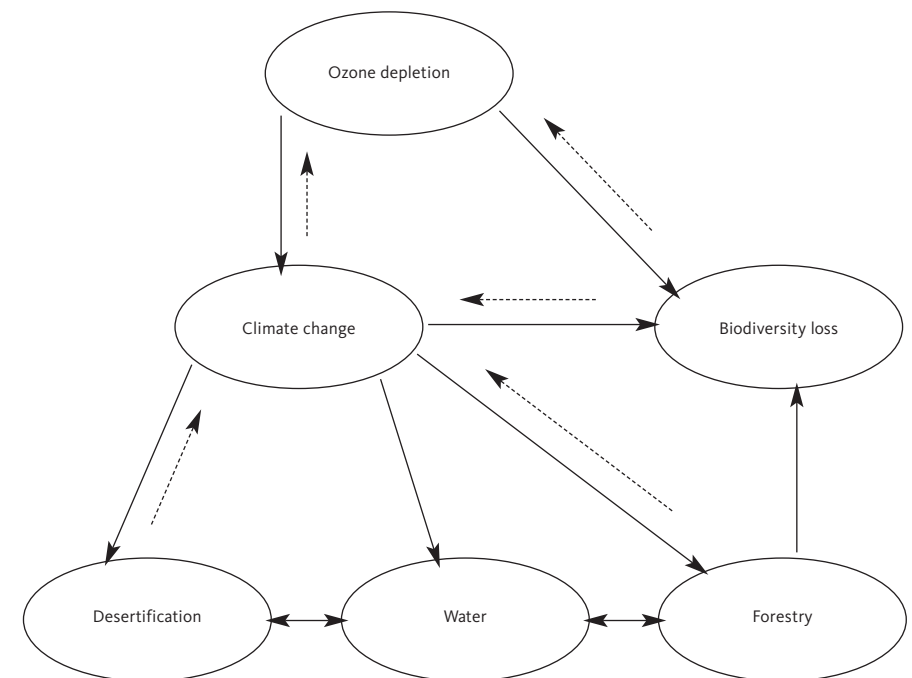 Ozone depletion
Climate change
Biodiversity loss
Desertification
Water
Forestry